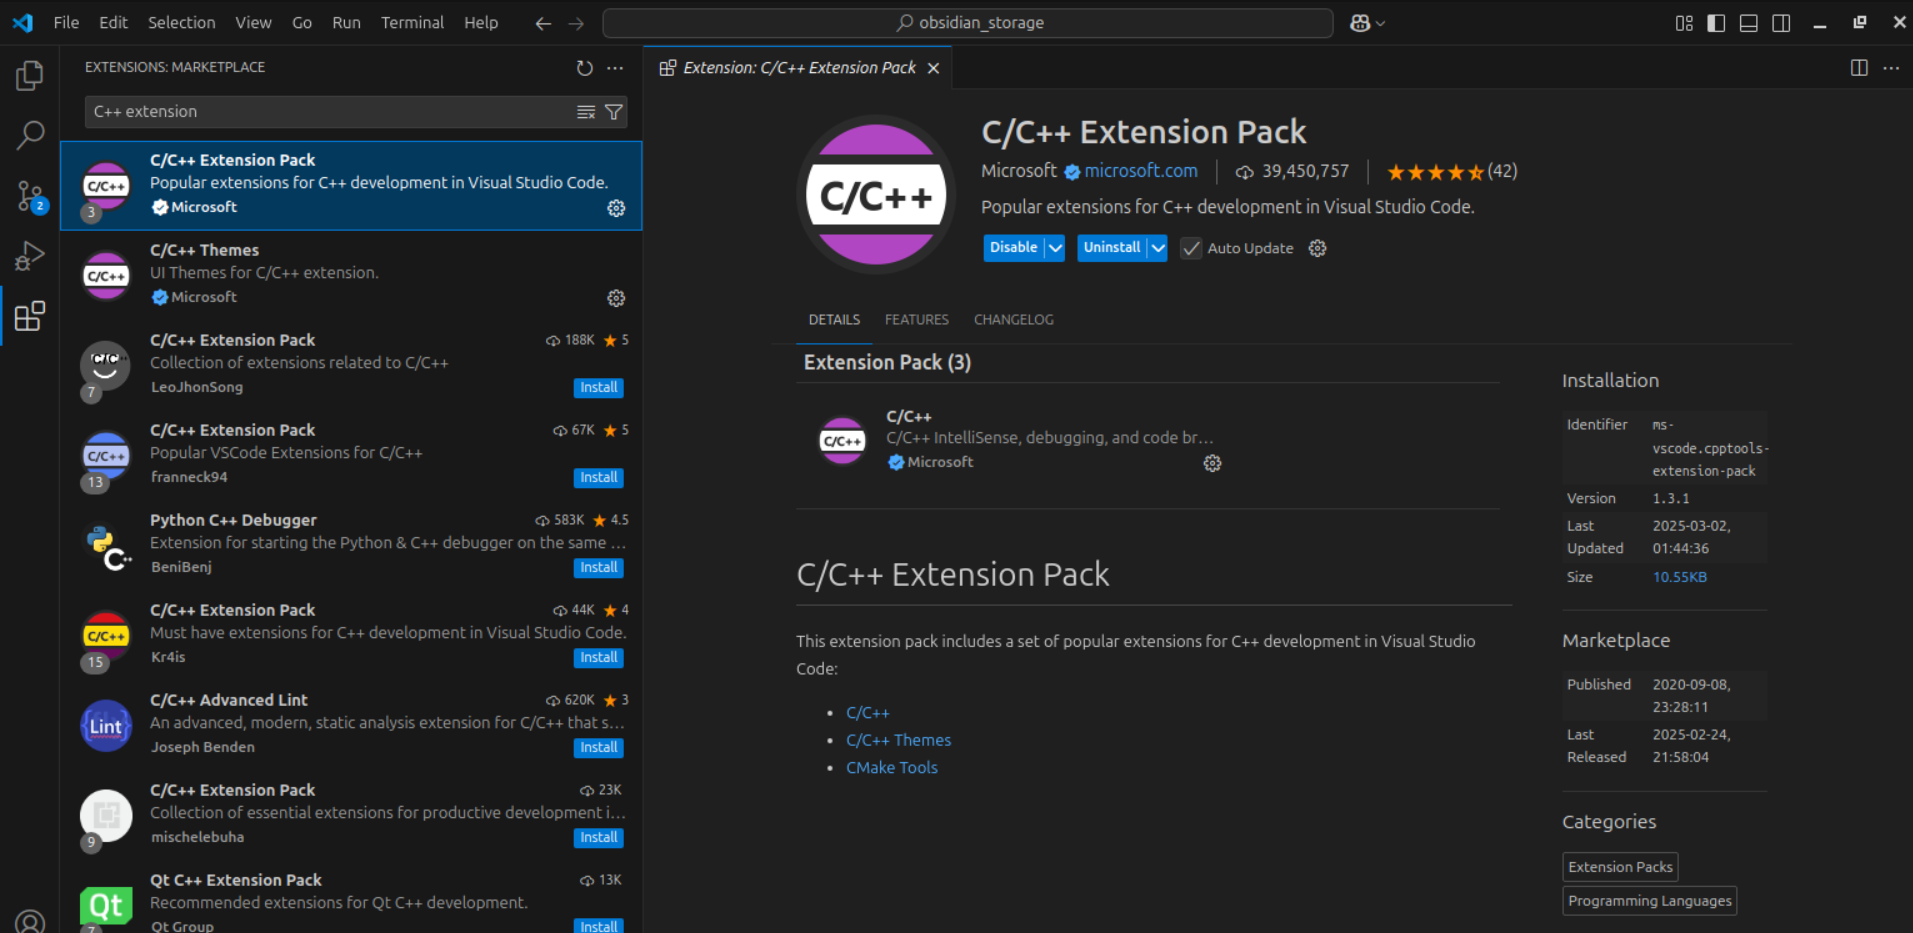 File Edit Selection View Go Run Terminal Help
obsidian_storage
EXTENSIONS: MARKETPLACE
C++ extension
2
C/C++
3
C/C++ Extension Pack
Popular extensions for C++ development in Visual Studio Code.
Microsoft
C/C++
C/C++ Themes
UI Themes for C/C++ extension.
Microsoft
C/C++ Extension Pack 188K 5
Collection of extensions related to C/C++
LeoJhonSong Install
7
C/C++ Extension Pack 67K 5
Popular VSCode Extensions for C/C++
franneck94 Install
C/C++
13
Python C++ Debugger 583K 4.5
Extension for starting the Python & C++ debugger on the same ...
BeniBenj Install
C++
C/C++ Extension Pack 44K 4
Must have extensions for C++ development in Visual Studio Code.
Kr4is Install
C/C++
15
C/C++ Advanced Lint 620K 3
An advanced, modern, static analysis extension for C/C++ that s...
Joseph Benden Install
{Lint}
C/C++ Extension Pack 23K
Collection of essential extensions for productive development i...
mischelebuha Install
9
Qt C++ Extension Pack 13K
Recommended extensions for Qt C++ development.
Qt Group Install
Qt
7
Extension: C/C++ Extension Pack
C/C++
C/C++ Extension Pack
Microsoft microsoft.com 39,450,757 (42)
Popular extensions for C++ development in Visual Studio Code.
Disable Uninstall Auto Update
DETAILS FEATURES CHANGELOG
Extension Pack (3)
C/C++
C/C++
C/C++ IntelliSense, debugging, and code br...
Microsoft
C/C++ Extension Pack
This extension pack includes a set of popular extensions for C++ development in Visual Studio
Code:
• C/C++
• C/C++ Themes
• CMake Tools
Installation
Identifier ms-
vscode.cpptools-
extension-pack
Version 1.3.1
Last 2025-03-02,
Updated 01:44:36
Size 10.55KB
Marketplace
Published 2020-09-08,
23:28:11
Last 2025-02-24,
Released 21:58:04
Categories
Extension Packs
Programming Languages